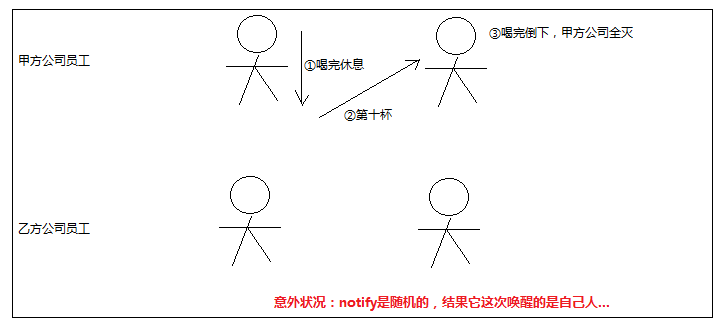 ③喝完倒下，甲方公司全灭
甲方公司员工
①喝完休息
②第十杯
乙方公司员工
意外状况：notify是随机的，结果它这次唤醒的是自己人...